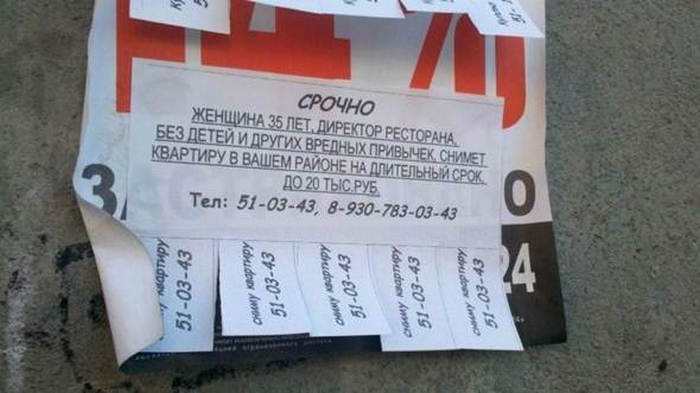 СРОЧНО
ЖЕНЩИНА 35 ЛЕТ, ДИРЕКТОР РЕСТОРАНА,
БЕЗ ДЕТЕЙ И ДРУГИХ ВРЕДНЫХ ПРИВЫЧЕК, СНИМЕТ
КВАРТИРУ В ВАШЕМ РАЙОНЕ НА ДЛИТЕЛЬНЫЙ СРОК.
ДО 20 ТЫС.РУБ.
Тел: 51-03-43, 8-930-783-03-43
24
квартиру
51-03-43
сниму квартиру
51-03-43
сниму квартиру
51-03-43
сниму квартиру
51-03-43
сниму квартиру
51-03-43